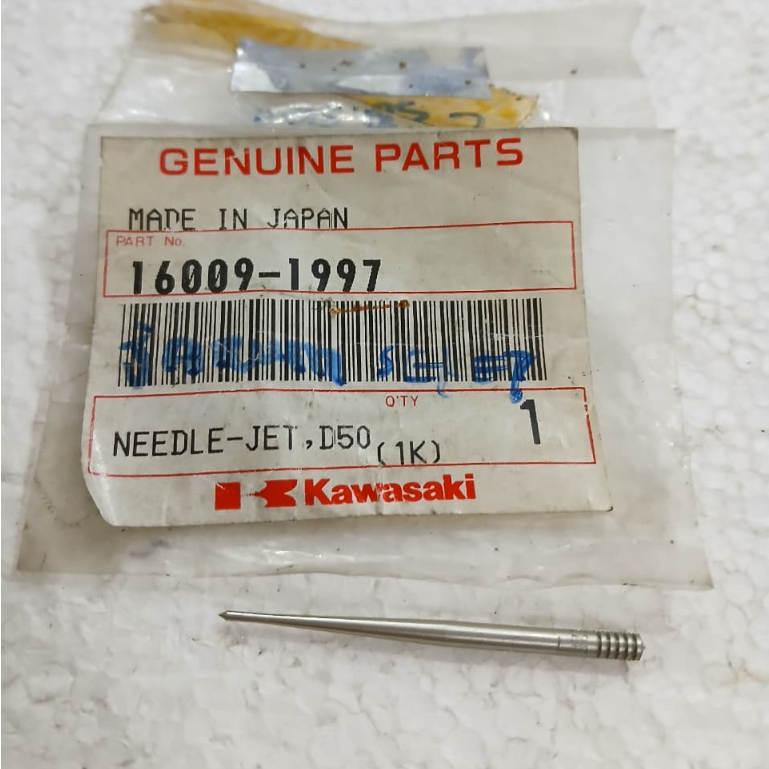 GENUINE PARTS
MADE IN JAPAN
PART No.
16009-1997
Q'TY
NEEDLE-JET,D50(1K) 1
Kawasaki